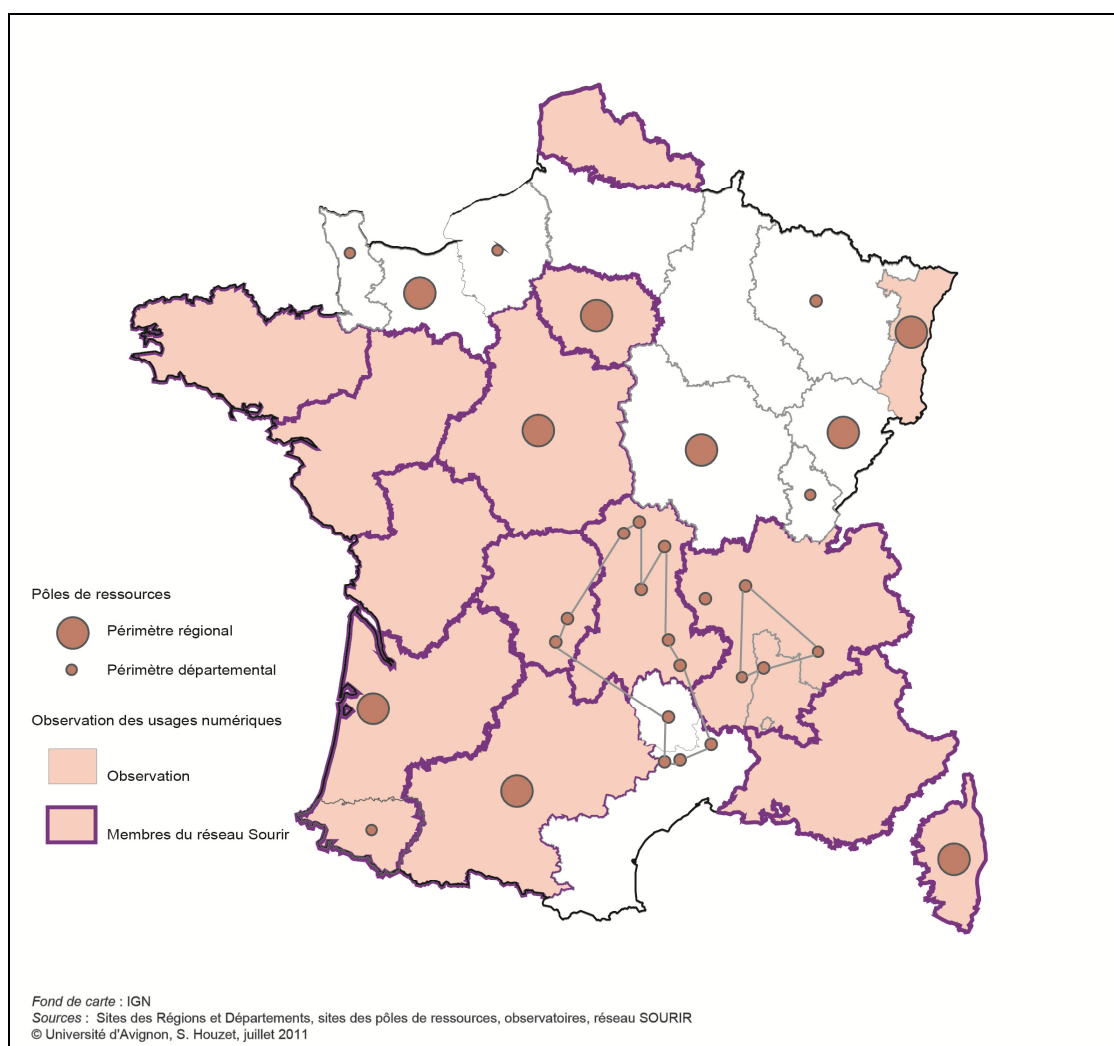 Pôles de ressources
Périmètre régional
Périmètre départemental
Observation des usages numériques
Observation
Membres du réseau Sourir
Fond de carte : IGN
Sources : Sites des Régions et Départements, sites des pôles de ressources, observatoires, réseau SOURIR
© Université d'Avignon, S. Houzet, juillet 2011